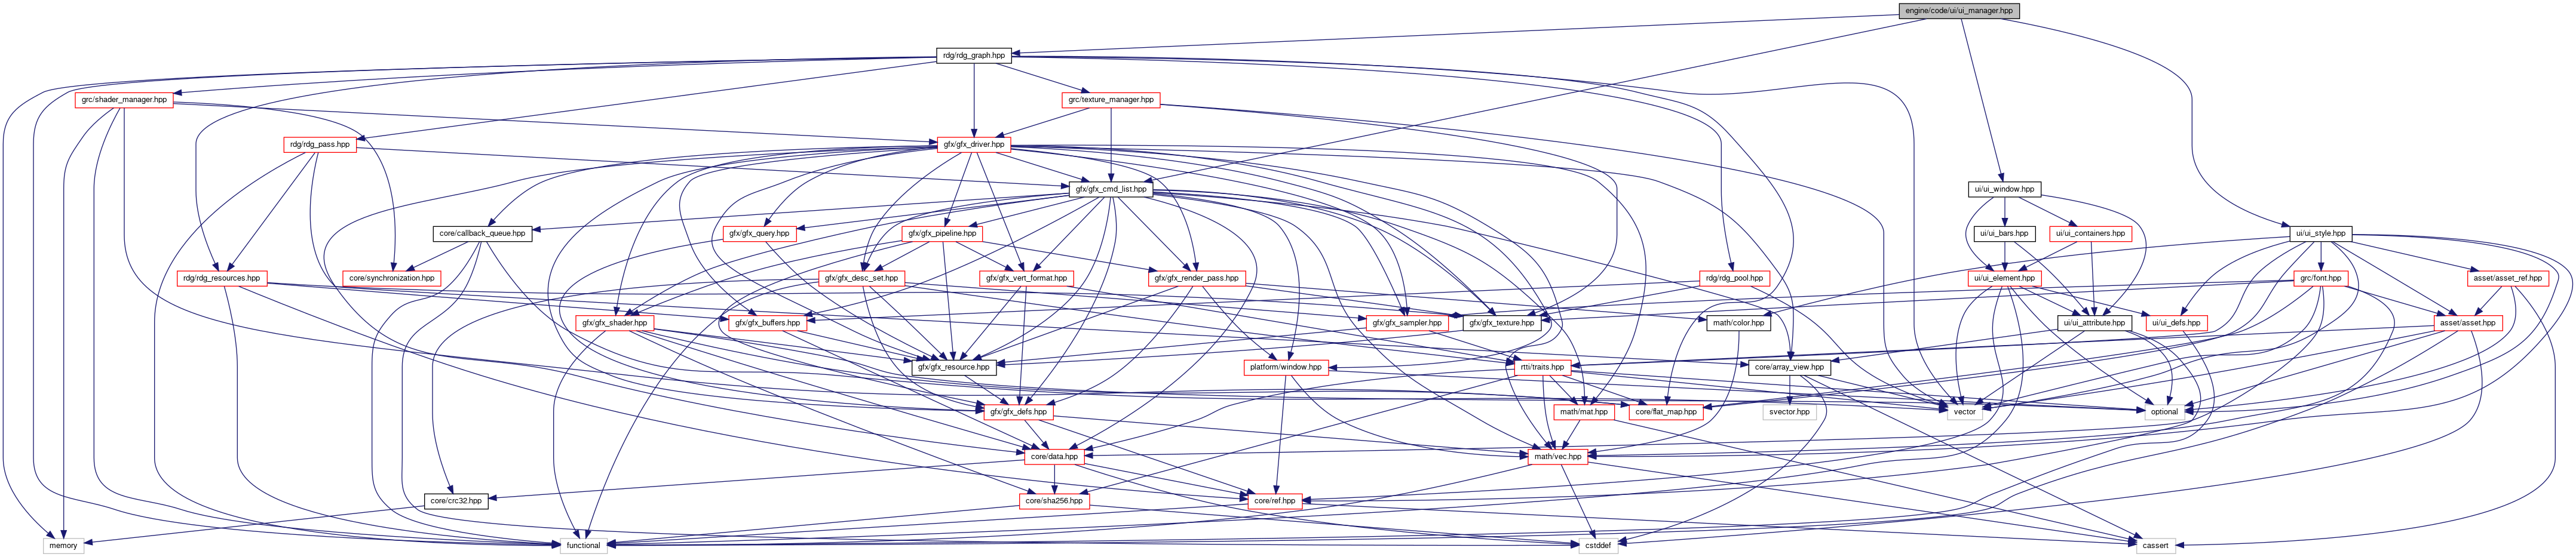 engine/code/ui/ui_manager.hpp
rdg/rdg_graph.hpp
grc/shader_manager.hpp
grc/texture_manager.hpp
rdg/rdg_pass.hpp
gfx/gfx_driver.hpp
gfx/gfx_cmd_list.hpp
ui/ui_window.hpp
core/callback_queue.hpp
gfx/gfx_query.hpp
gfx/gfx_pipeline.hpp
ui/ui_bars.hpp
ui/ui_containers.hpp
ui/ui_style.hpp
rdg/rdg_resources.hpp
core/synchronization.hpp
gfx/gfx_desc_set.hpp
gfx/gfx_vert_format.hpp
gfx/gfx_render_pass.hpp
rdg/rdg_pool.hpp
ui/ui_element.hpp
grc/font.hpp
asset/asset_ref.hpp
gfx/gfx_shader.hpp
gfx/gfx_buffers.hpp
gfx/gfx_sampler.hpp
gfx/gfx_texture.hpp
math/color.hpp
ui/ui_attribute.hpp
ui/ui_defs.hpp
asset/asset.hpp
gfx/gfx_resource.hpp
platform/window.hpp
rtti/traits.hpp
core/array_view.hpp
gfx/gfx_defs.hpp
math/mat.hpp
core/flat_map.hpp
svector.hpp
vector
optional
core/data.hpp
math/vec.hpp
core/crc32.hpp
core/sha256.hpp
core/ref.hpp
memory
functional
cstddef
cassert